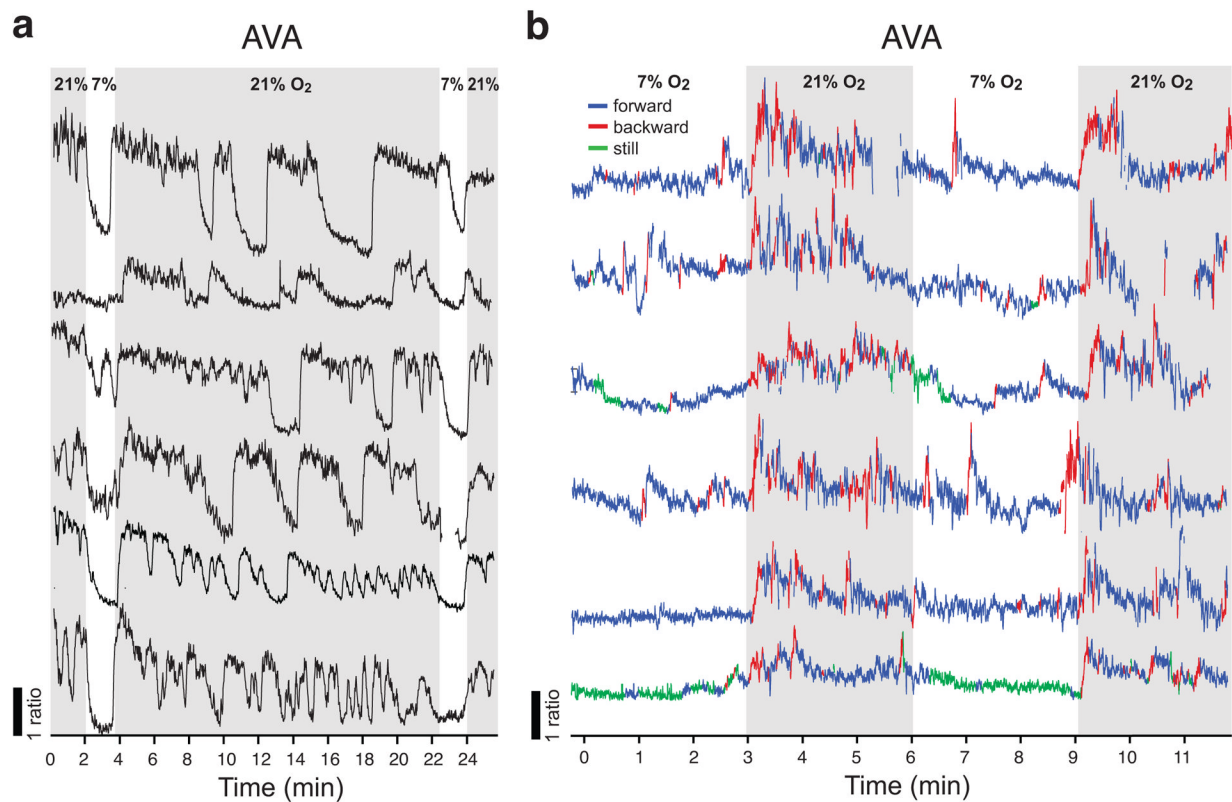 a
AVA
21% 7% 21% O2 7% 21%
1 ratio
0 2 4 6 8 10 12 14 16 18 20 22 24
Time (min)
b
AVA
7% O2 21% O2 7% O2 21% O2
forward
backward
still
1 ratio
0 1 2 3 4 5 6 7 8 9 10 11
Time (min)